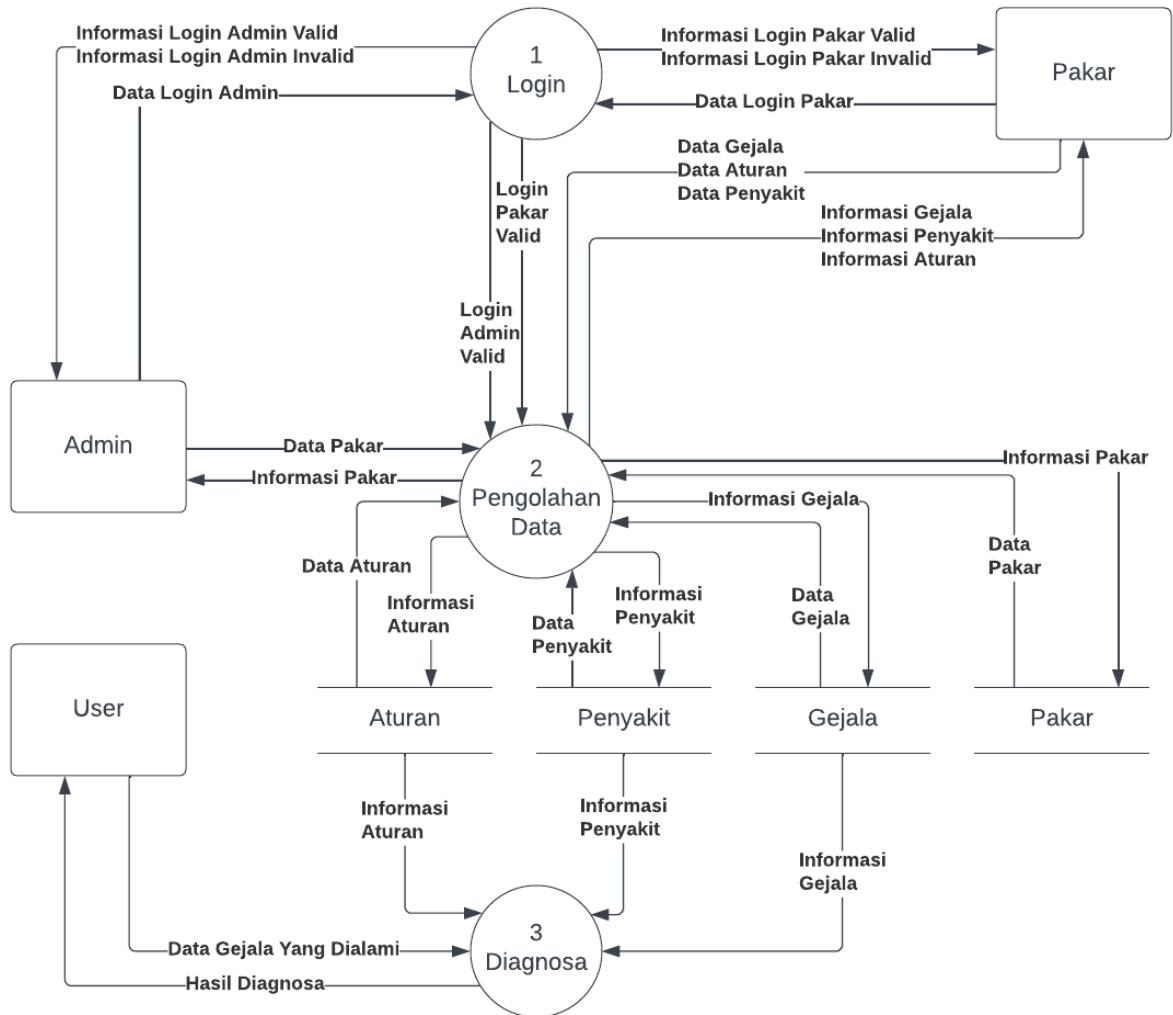 Informasi Login Admin Valid
Informasi Login Admin Invalid
1
Login
Informasi Login Pakar Valid
Informasi Login Pakar Invalid
Pakar
Data Login Admin
Data Login Pakar
Data Gejala
Data Aturan
Data Penyakit
Login
Pakar
Valid
Informasi Gejala
Informasi Penyakit
Informasi Aturan
Login
Admin
Valid
Admin
Data Pakar
Informasi Pakar
2
Pengolahan
Data
Informasi Pakar
Informasi Gejala
Data Aturan
Informasi
Aturan
Data
Penyakit
Informasi
Penyakit
Data
Gejala
Data
Pakar
User
Aturan
Penyakit
Gejala
Pakar
Informasi
Aturan
Informasi
Penyakit
Informasi
Gejala
3
Diagnosa
Data Gejala Yang Dialami
Hasil Diagnosa